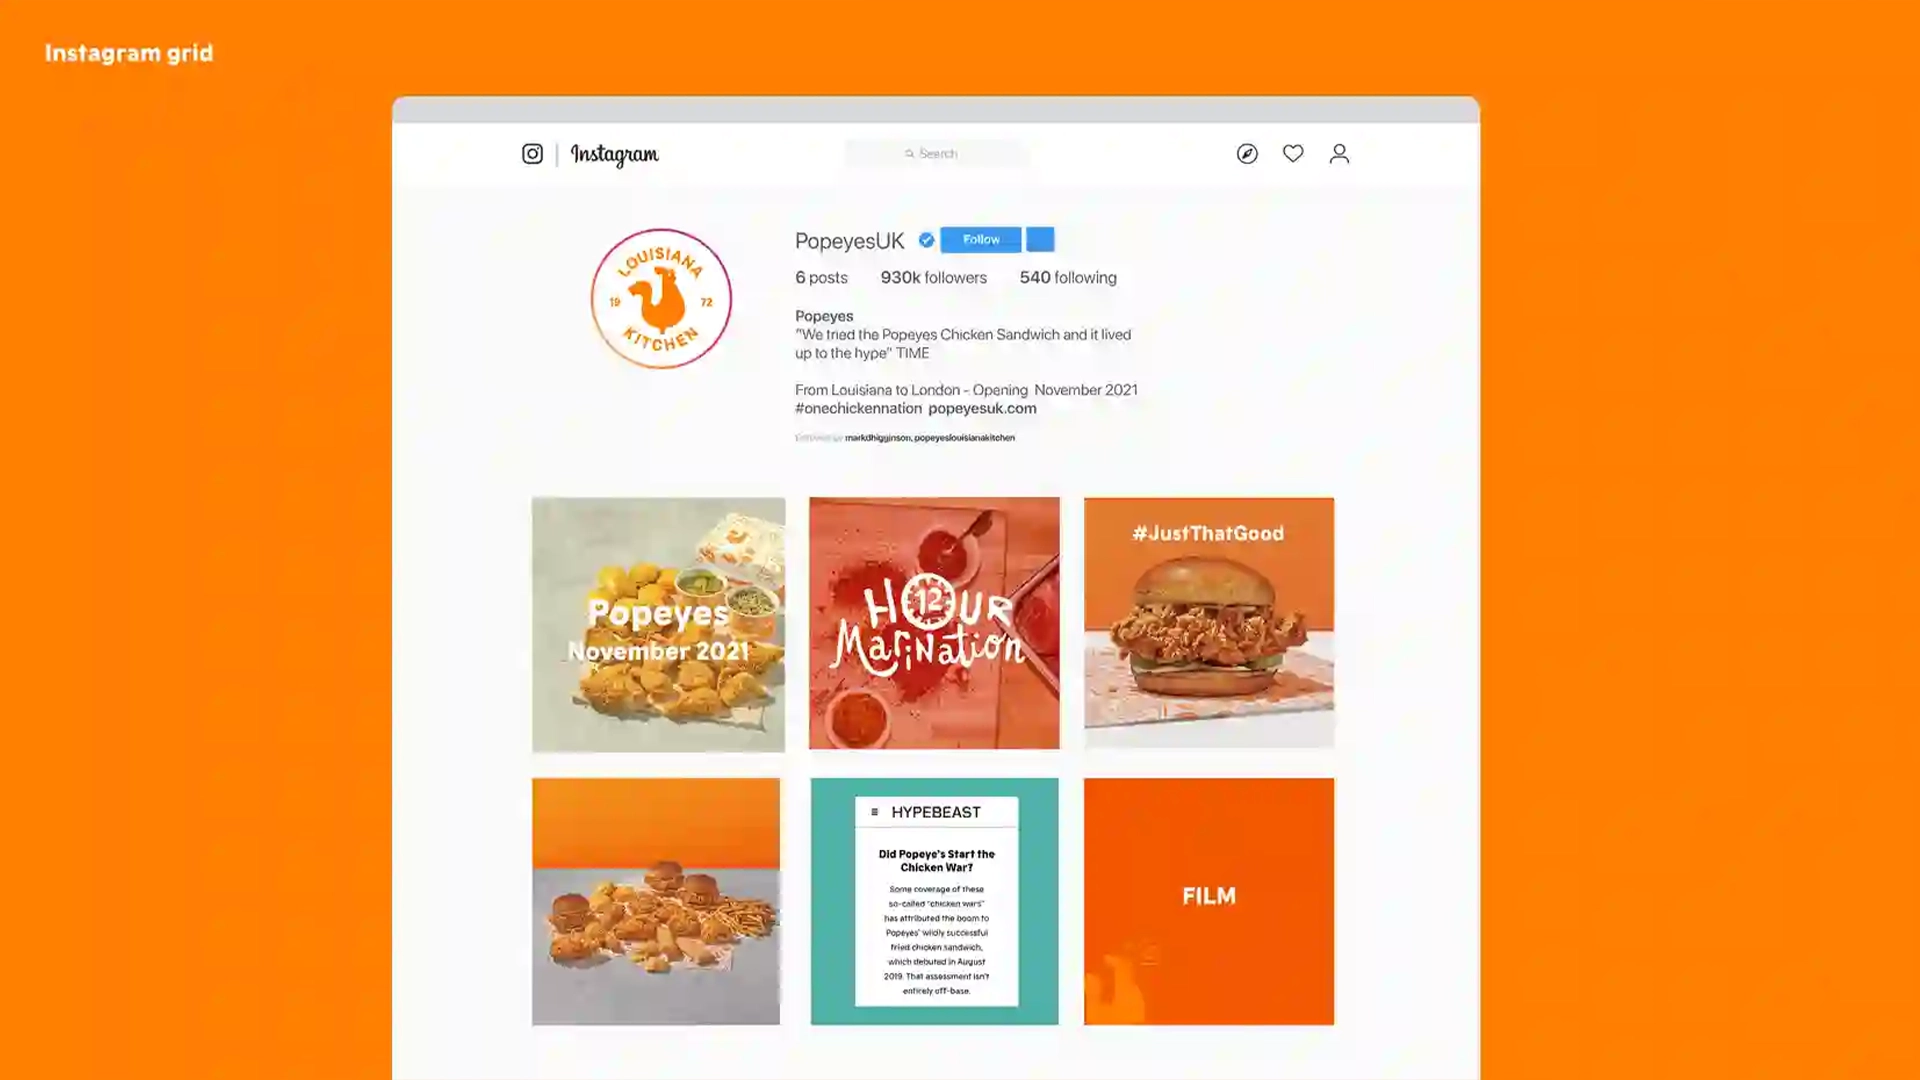 Instagram grid
Instagram
Search
LOUISIANA
19 72
KITCHEN
PopeyesUK
Follow
6 posts 930k followers 540 following
Popeyes
"We tried the Popeyes Chicken Sandwich and it lived
up to the hype" TIME
From Louisiana to London - Opening November 2021
#onechickennation popeyesuk.com
Followed by markdhigginson, popeyeslouisianakitchen
Popeyes
November 2021
12
HOUR
Marination
#JustThatGood
HYPEBEAST
Did Popeye's Start the
Chicken War?
Some coverage of these
so-called "chicken wars"
has attributed the boom to
Popeyes' wildly successful
fried chicken sandwich,
which debuted in August
2019. That assessment isn't
entirely off-base.
FILM